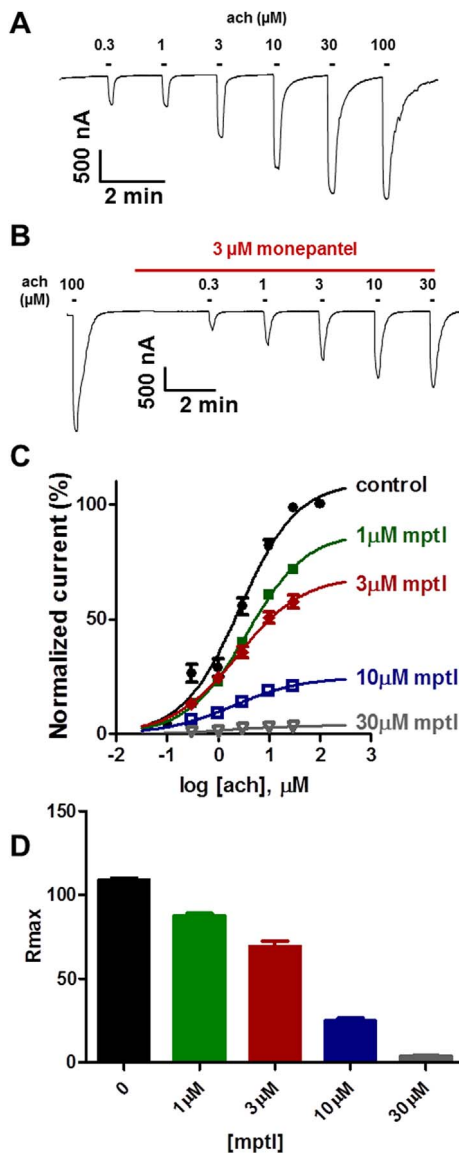 A
ach (µM)
0.3 1 3 10 30 100
500 nA
2 min
B
3 µM monepantel
ach (µM)
100 0.3 1 3 10 30
500 nA
2 min
C
Normalized current (%)
100
50
0
-2 -1 0 1 2 3
log [ach], µM
control
1µM mptl
3µM mptl
10µM mptl
30µM mptl
D
Rmax
150
100
50
0
0 1µM 3µM 10µM 30µM
[mptl]